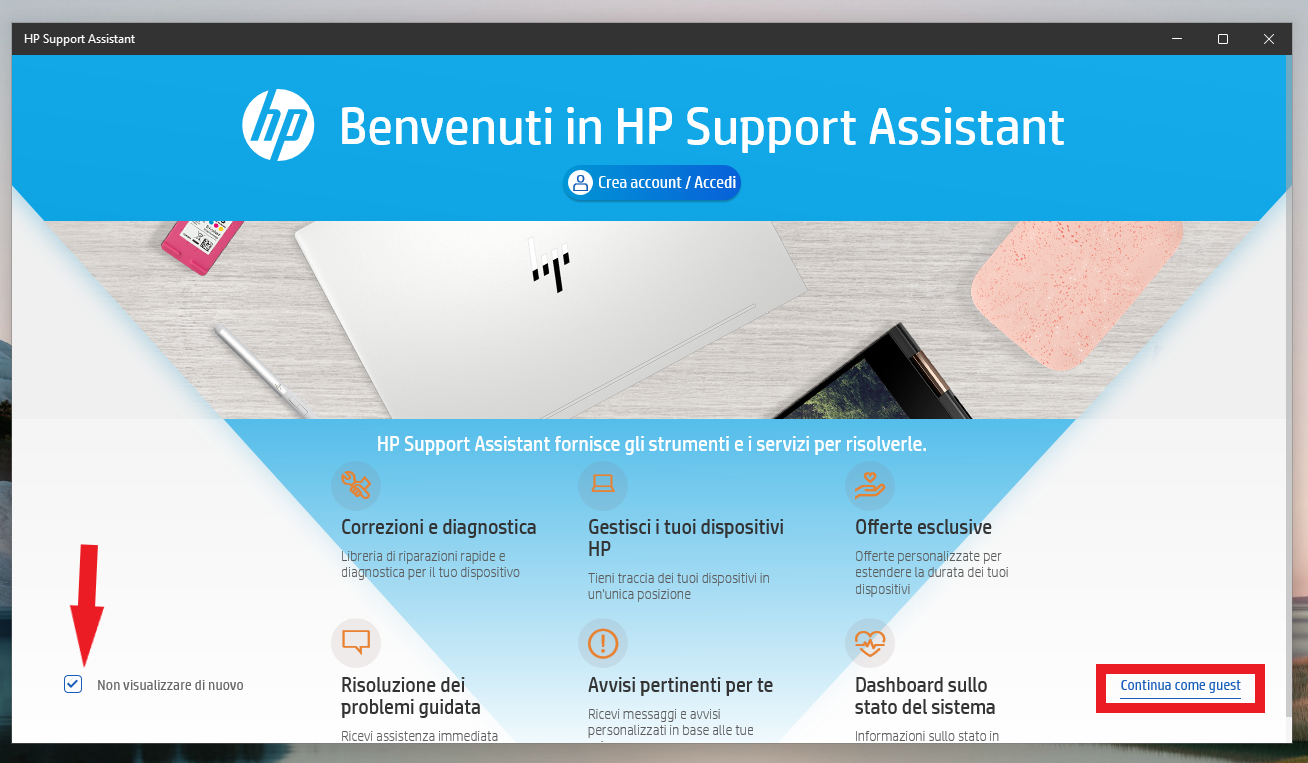 HP Support Assistant
hp
Benvenuti in HP Support Assistant
Crea account / Accedi
HP Support Assistant fornisce gli strumenti e i servizi per risolverle.
Correzioni e diagnostica
Libreria di riparazioni rapide e
diagnostica per il tuo dispositivo
Gestisci i tuoi dispositivi
HP
Tieni traccia dei tuoi dispositivi in
un'unica posizione
Offerte esclusive
Offerte personalizzate per
estendere la durata dei tuoi
dispositivi
Non visualizzare di nuovo
Risoluzione dei
problemi guidata
Ricevi assistenza immediata
Avvisi pertinenti per te
Ricevi messaggi e avvisi
personalizzati in base alle tue
Dashboard sullo
stato del sistema
Informazioni sullo stato in
Continua come guest